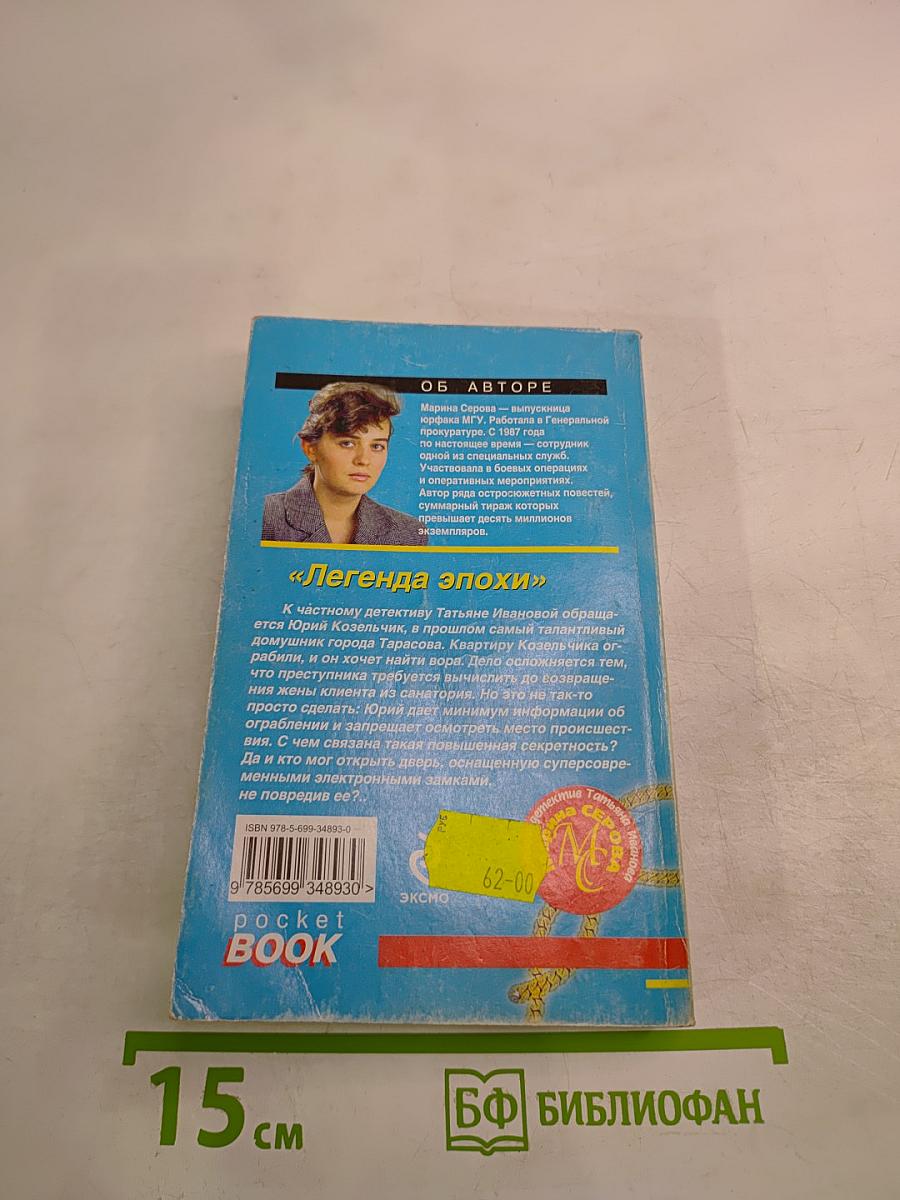 ОБ АВТОРЕ
Марина Серова — выпускница
юрфака МГУ. Работала в Генеральной
прокуратуре. С 1987 года
по настоящее время — сотрудник
одной из специальных служб.
Участвовала в боевых операциях
и оперативных мероприятиях.
Автор ряда остросюжетных повестей,
суммарный тираж которых
превышает десять миллионов
экземпляров.
«Легенда эпохи»
К частному детективу Татьяне Ивановой обраща-
ется Юрий Козельчик, в прошлом самый талантливый
домушник города Тарасова. Квартиру Козельчика ог-
рабили, и он хочет найти вора. Дело осложняется тем,
что преступника требуется вычислить до возвраще-
ния жены клиента из санатория. Но это не так-то
просто сделать: Юрий дает минимум информации об
ограблении и запрещает осмотреть место происшест-
вия. С чем связана такая повышенная секретность?
Да и кто мог открыть дверь, оснащенную суперсовре-
менными электронными замками,
не повредив ее?..
ISBN 978-5-699-34893-0
9 785699 348930 >
РУБ
62-00
ЭКСМО
детектив Татьяна Иванова
СЕРОВА
МС
pocket
BOOK
15 см
БФ БИБЛИОФАН